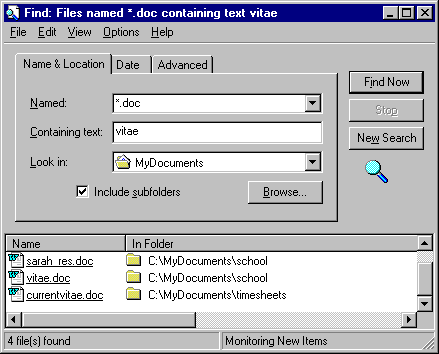 Find: Files named *.doc containing text vitae
File Edit View Options Help
Name & Location Date Advanced
Named: *.doc
Containing text: vitae
Look in: MyDocuments
Include subfolders Browse...
Find Now
Stop
New Search
Name In Folder
sarah_res.doc C:\MyDocuments\school
vitae.doc C:\MyDocuments\school
currentvitae.doc C:\MyDocuments\timesheets
4 file(s) found Monitoring New Items